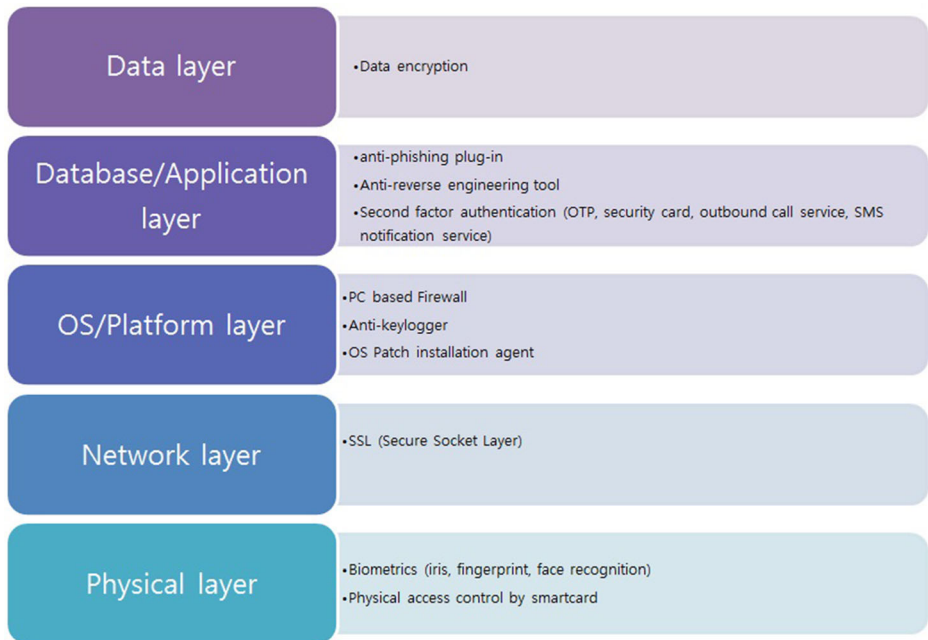 Data layer
•Data encryption
Database/Application
layer
•anti-phishing plug-in
•Anti-reverse engineering tool
•Second factor authentication (OTP, security card, outbound call service, SMS
notification service)
OS/Platform layer
•PC based Firewall
•Anti-keylogger
•OS Patch installation agent
Network layer
•SSL (Secure Socket Layer)
Physical layer
•Biometrics (iris, fingerprint, face recognition)
•Physical access control by smartcard